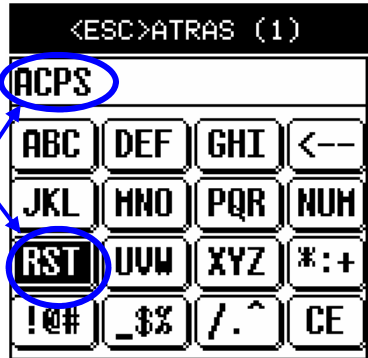 <ESC>ATRAS (1)
ACPS
ABC DEF GHI <--
JKL MNO PQR NUM
RST UVW XYZ *:+
!@# _$% /.^ CE